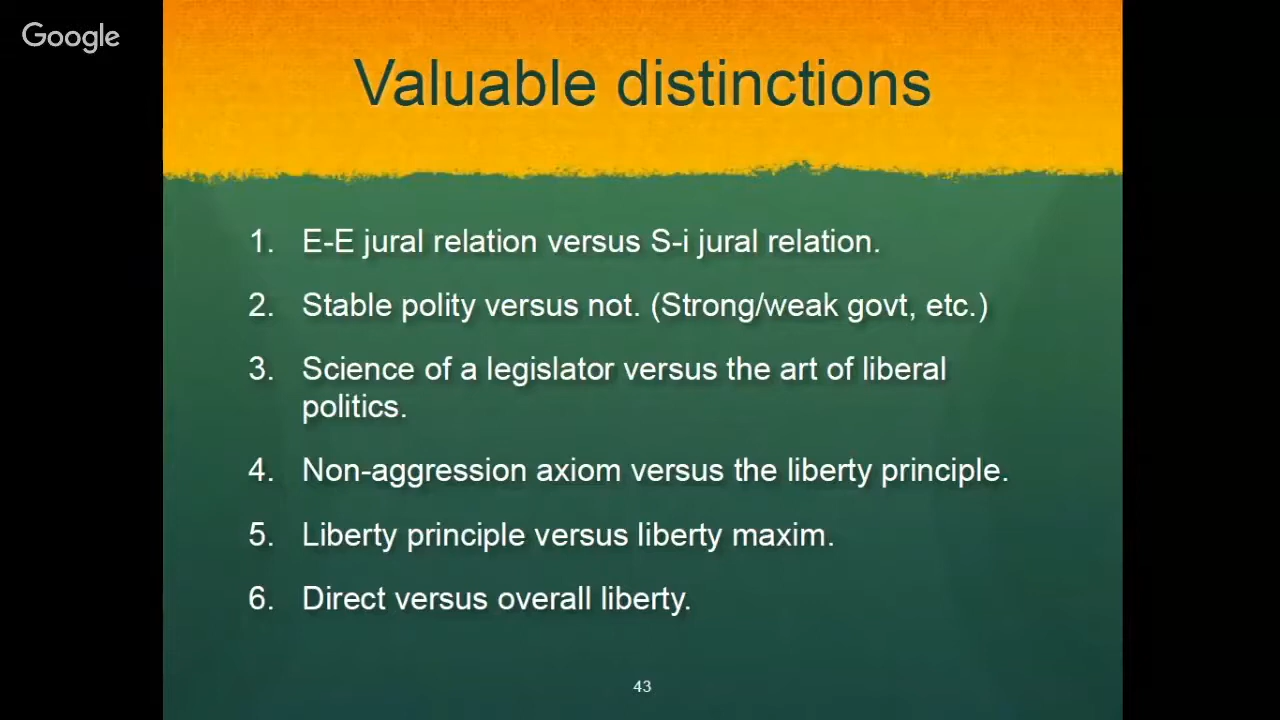 Google
Valuable distinctions
1. E-E jural relation versus S-i jural relation.
2. Stable polity versus not. (Strong/weak govt, etc.)
3. Science of a legislator versus the art of liberal
politics.
4. Non-aggression axiom versus the liberty principle.
5. Liberty principle versus liberty maxim.
6. Direct versus overall liberty.
43